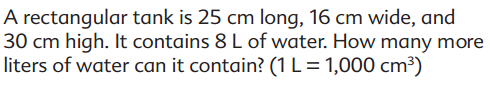 A rectangular tank is 25 cm long, 16 cm wide, and
30 cm high. It contains 8 L of water. How many more
liters of water can it contain? (1 L = 1,000 cm³)